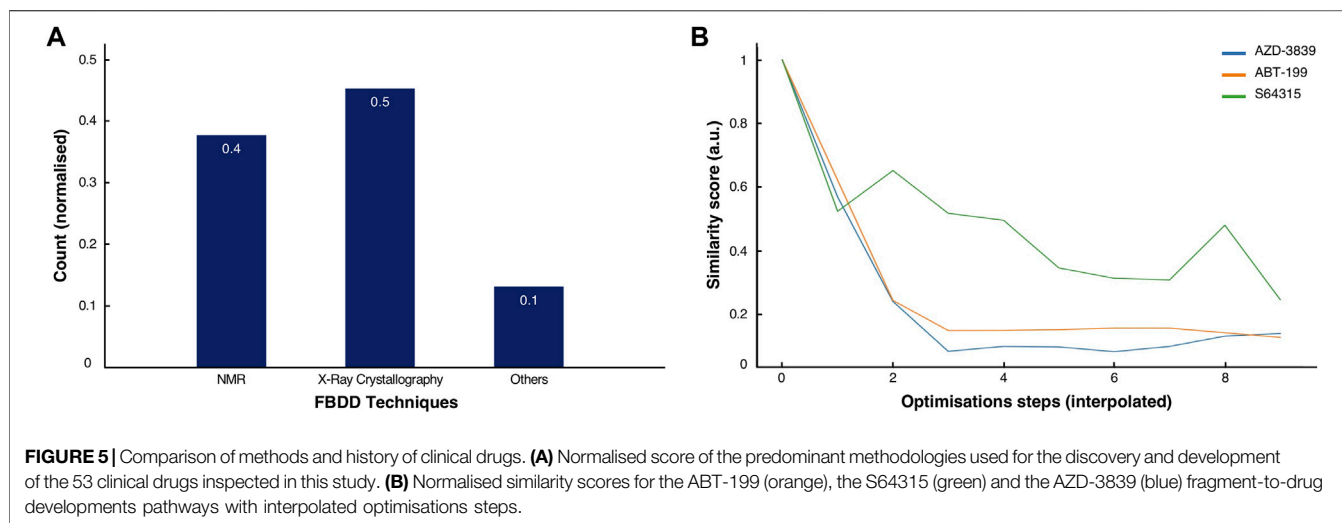 A
0.5
0.4
0.3
0.2
0.1
0
Count (normalised)
0.4
0.5
0.1
NMR
X-Ray Crystallography
Others
FBDD Techniques
B
1
0.8
0.6
0.4
0.2
0
Similarity score (a.u.)
AZD-3839
ABT-199
S64315
0
2
4
6
8
Optimisations steps (interpolated)
FIGURE 5 | Comparison of methods and history of clinical drugs. (A) Normalised score of the predominant methodologies used for the discovery and development
of the 53 clinical drugs inspected in this study. (B) Normalised similarity scores for the ABT-199 (orange), the S64315 (green) and the AZD-3839 (blue) fragment-to-drug
developments pathways with interpolated optimisations steps.